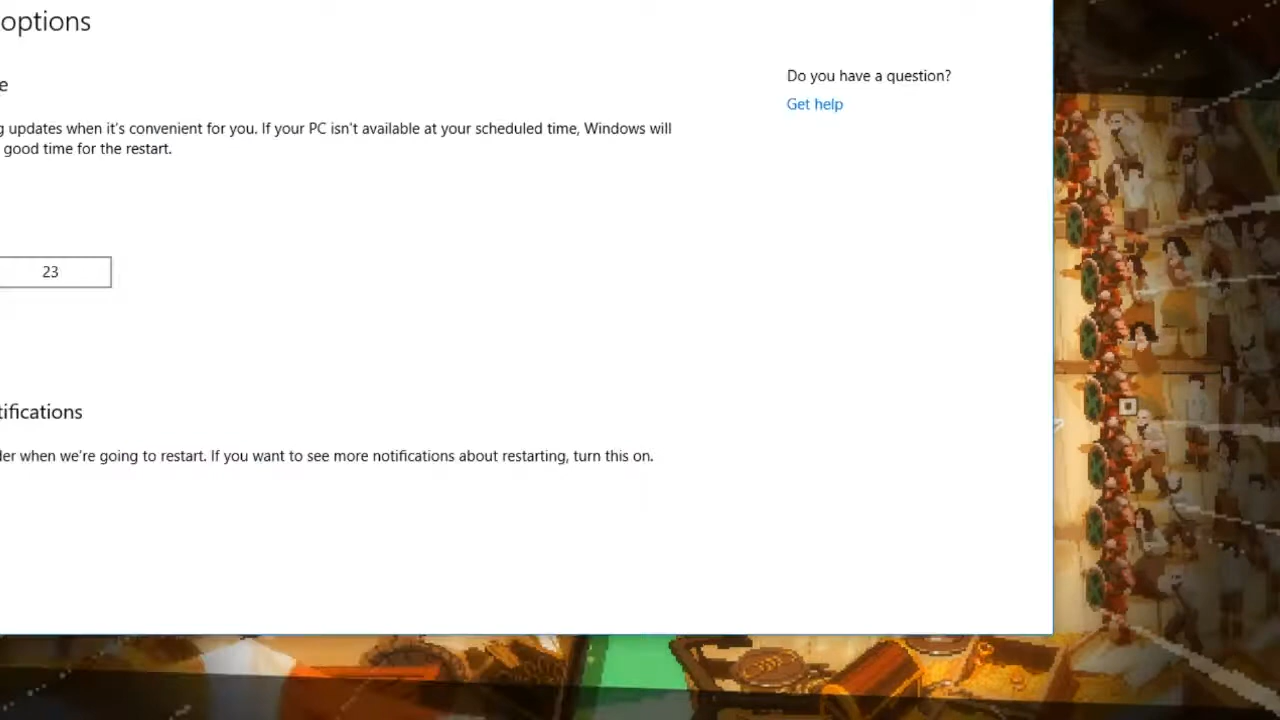 options
e
Do you have a question?
Get help
g updates when it's convenient for you. If your PC isn't available at your scheduled time, Windows will
good time for the restart.
23
tifications
der when we're going to restart. If you want to see more notifications about restarting, turn this on.